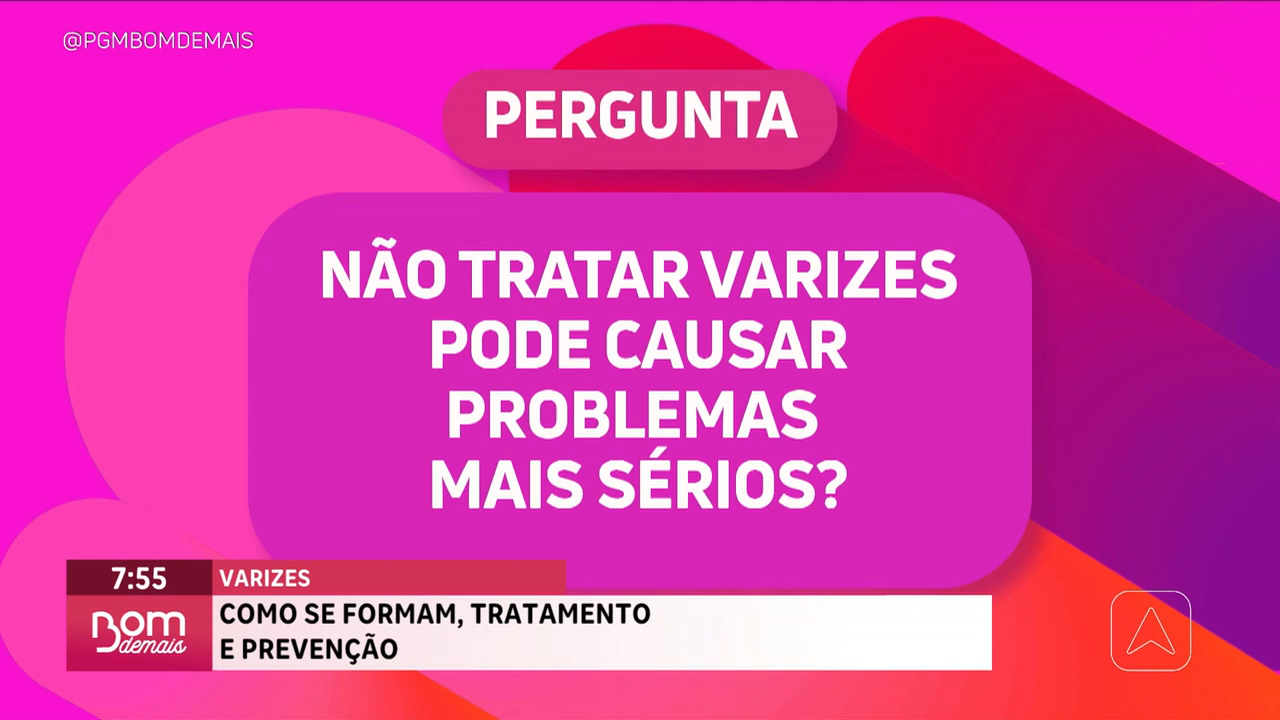 @PGMBOMDEMAIS
PERGUNTA
NÃO TRATAR VARIZES
PODE CAUSAR
PROBLEMAS
MAIS SÉRIOS?
7:55
VARIZES
Bom
demais
COMO SE FORMAM, TRATAMENTO
E PREVENÇÃO